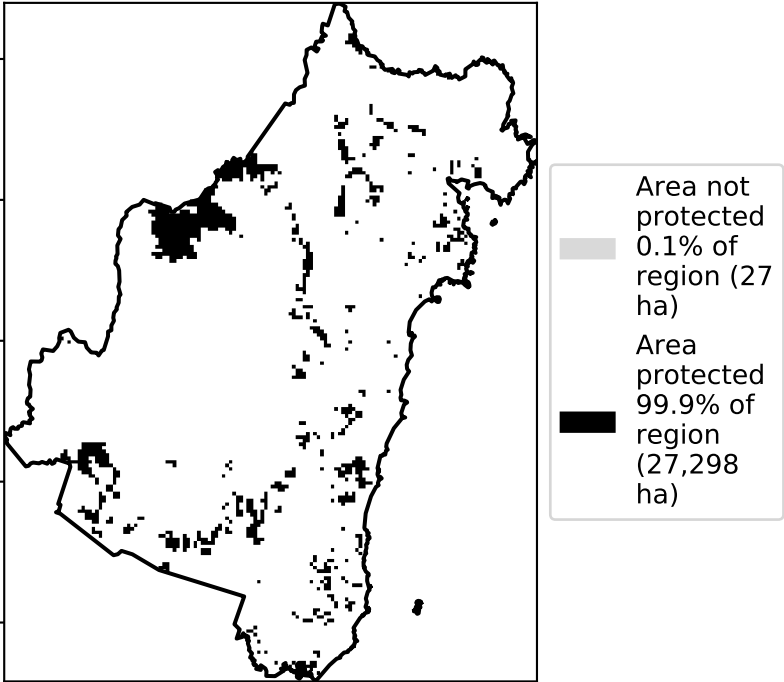 Area not
protected
0.1% of
region (27
ha)
Area
protected
99.9% of
region
(27,298
ha)